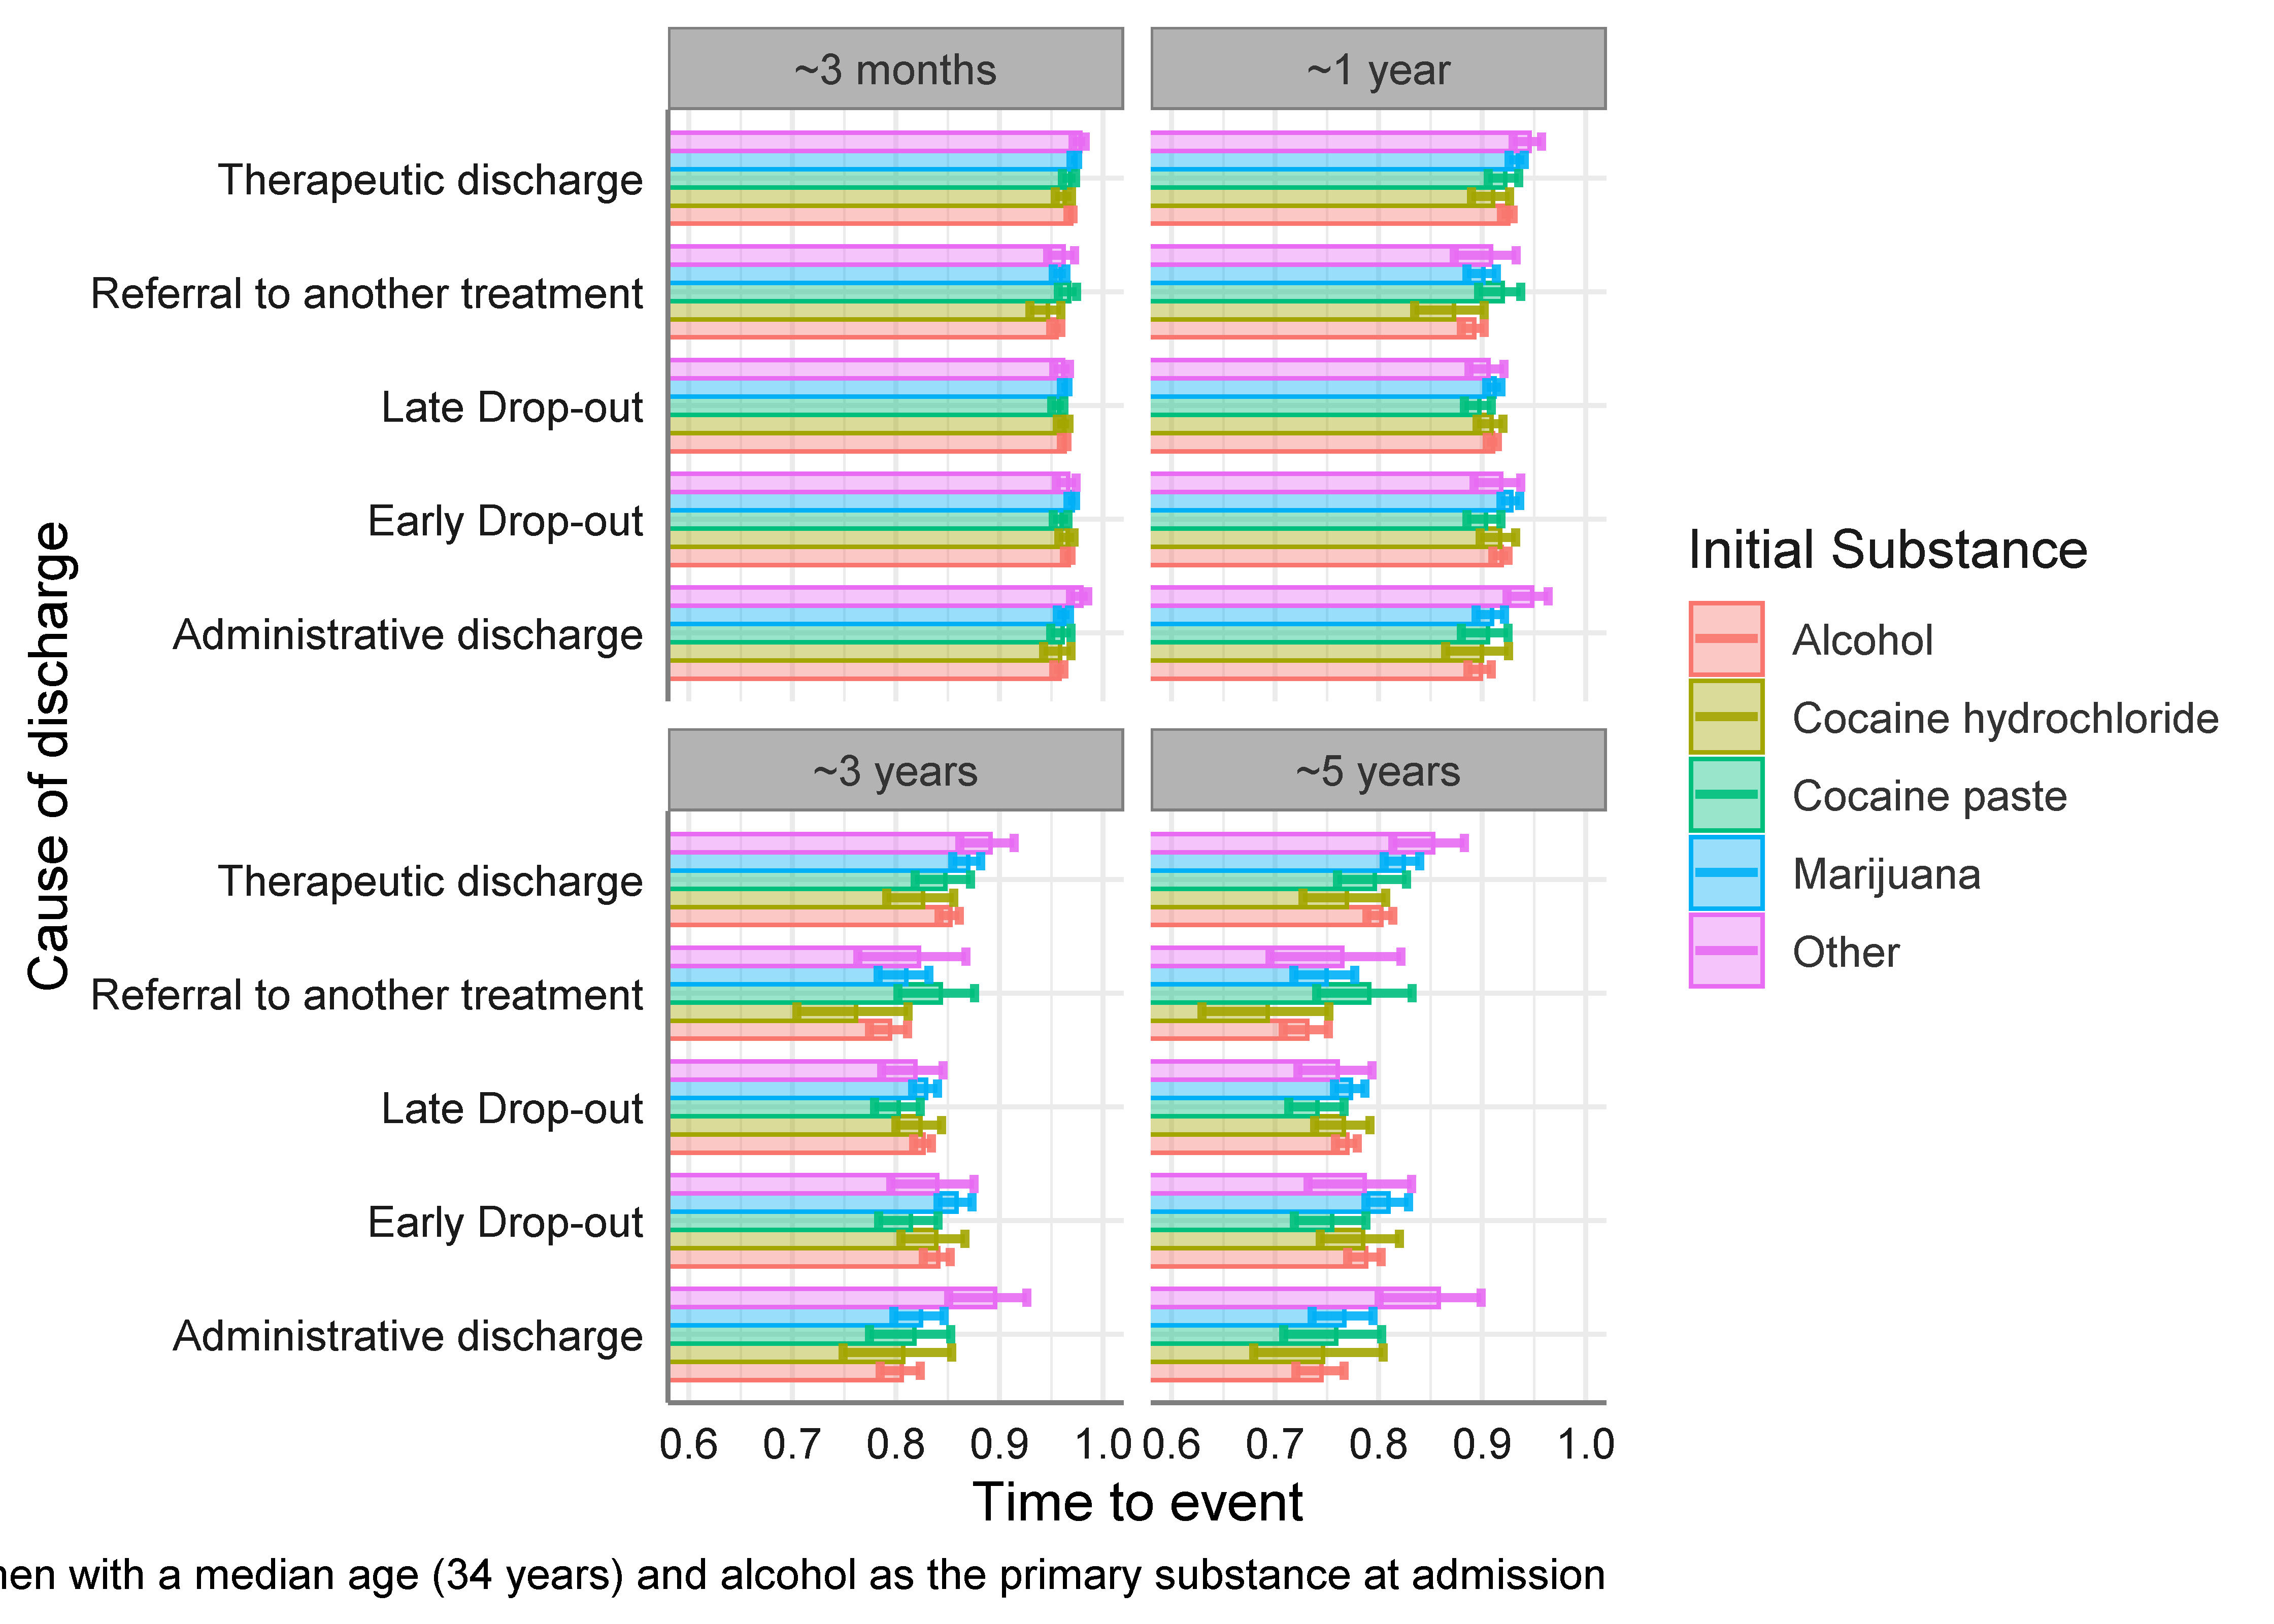 ~3 months
~1 year
Therapeutic discharge
Referral to another treatment
Late Drop-out
Early Drop-out
Administrative discharge
~3 years
~5 years
Therapeutic discharge
Referral to another treatment
Late Drop-out
Early Drop-out
Administrative discharge
0.6 0.7 0.8 0.9 1.0
0.6 0.7 0.8 0.9 1.0
Time to event
Cause of discharge
Initial Substance
Alcohol
Cocaine hydrochloride
Cocaine paste
Marijuana
Other
with a median age (34 years) and alcohol as the primary substance at admission